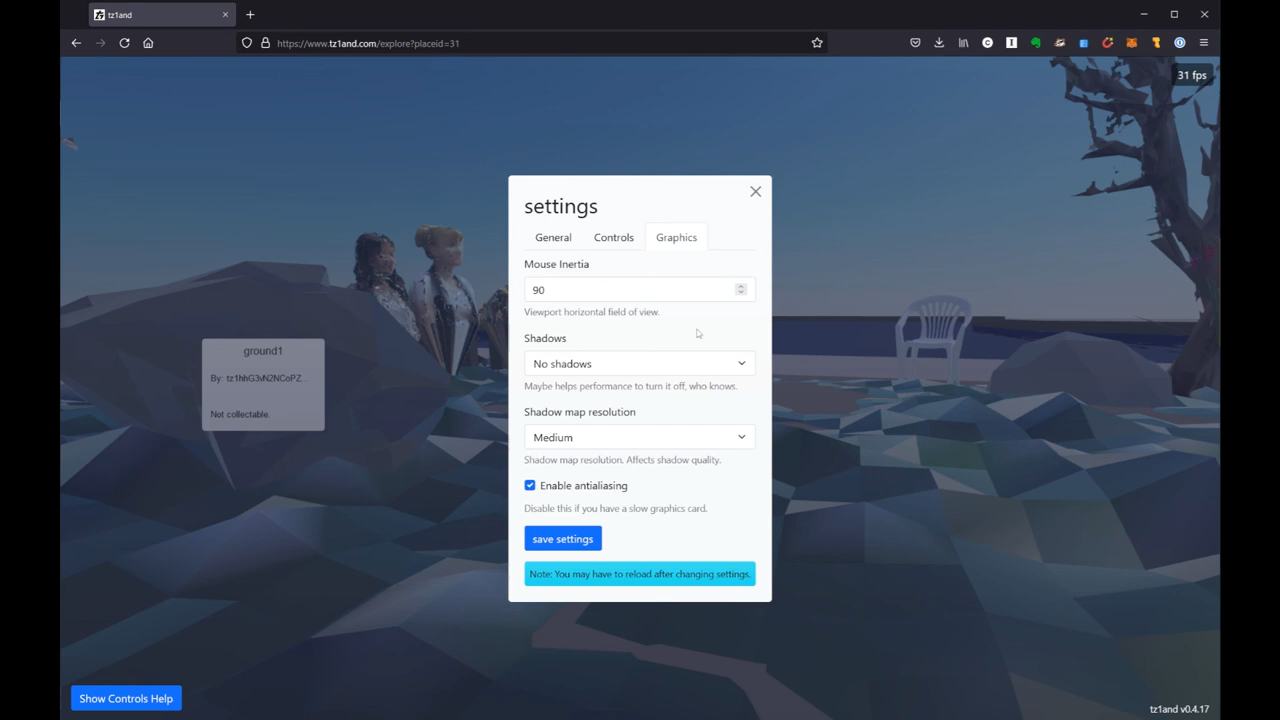 tz1and
https://www.tz1and.com/explore?placeid=31
31 fps
settings
General Controls Graphics
Mouse Inertia
90
Viewport horizontal field of view.
Shadows
No shadows
Maybe helps performance to turn it off, who knows.
Shadow map resolution
Medium
Shadow map resolution. Affects shadow quality.
Enable antialiasing
Disable this if you have a slow graphics card.
save settings
Note: You may have to reload after changing settings.
ground1
By: tz1hhG3vN2NCoPZ...
Not collectable.
Show Controls Help
tz1and v0.4.17